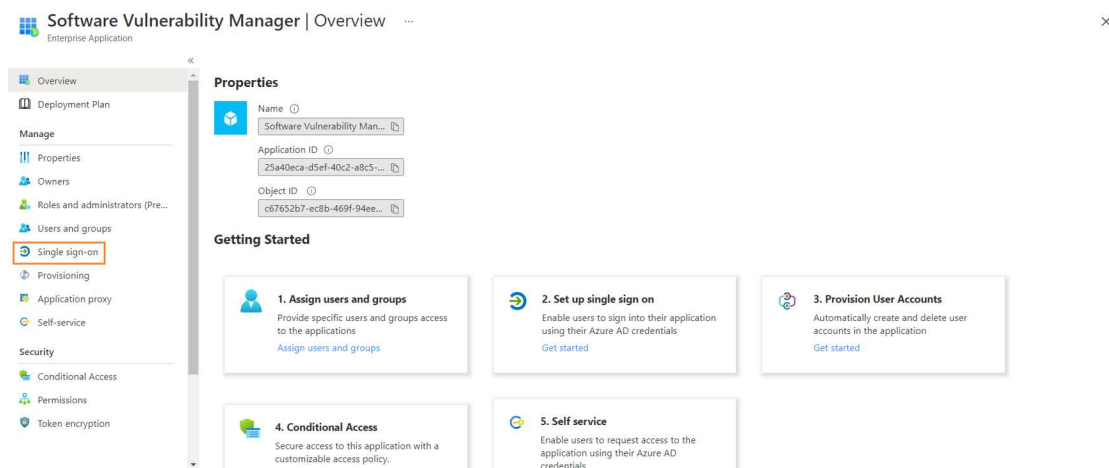 Software Vulnerability Manager | Overview ...
Enterprise Application
«
Overview
Deployment Plan
Manage
Properties
Owners
Roles and administrators (Pre...
Users and groups
Single sign-on
Provisioning
Application proxy
Self-service
Security
Conditional Access
Permissions
Token encryption
Properties
Name
Software Vulnerability Man...
Application ID
25a40eca-d5ef-40c2-a8c5-...
Object ID
c67652b7-ec8b-469f-94ee...
Getting Started
1. Assign users and groups
Provide specific users and groups access
to the applications
Assign users and groups
2. Set up single sign on
Enable users to sign into their application
using their Azure AD credentials
Get started
3. Provision User Accounts
Automatically create and delete user
accounts in the application
Get started
4. Conditional Access
Secure access to this application with a
customizable access policy.
5. Self service
Enable users to request access to the
application using their Azure AD
credentials